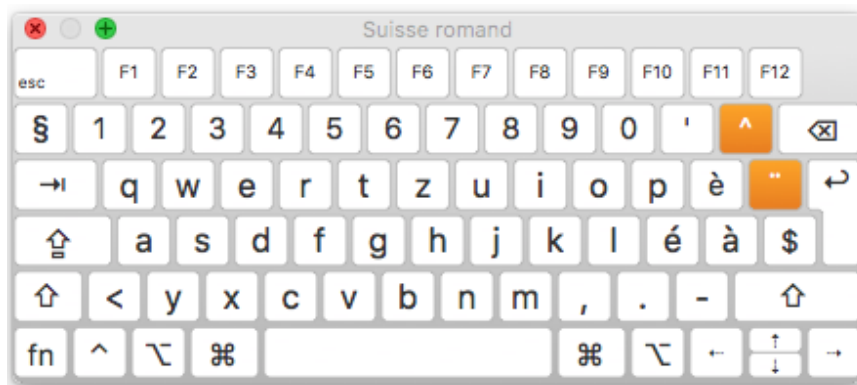 Suisse romand
esc F1 F2 F3 F4 F5 F6 F7 F8 F9 F10 F11 F12
§ 1 2 3 4 5 6 7 8 9 0 ' ^ ⌫
⇥ q w e r t z u i o p è ¨ ↩
⇪ a s d f g h j k l é à $
⇧ < y x c v b n m , . - ⇧
fn ^ ⌥ ⌘ ⌘ ⌥ ← ↑ ↓ →